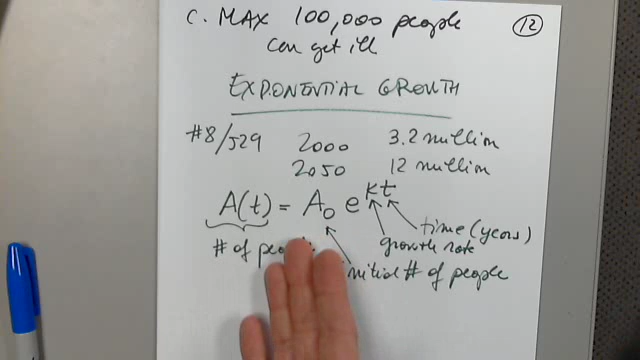 C. MAX 100,000 people
can get ill
12
EXPONENTIAL GROWTH
#8/529 2000 3.2 million
2050 12 million
A(t) = A₀ e^kt
time (years)
growth rate
# of people
initial # of people